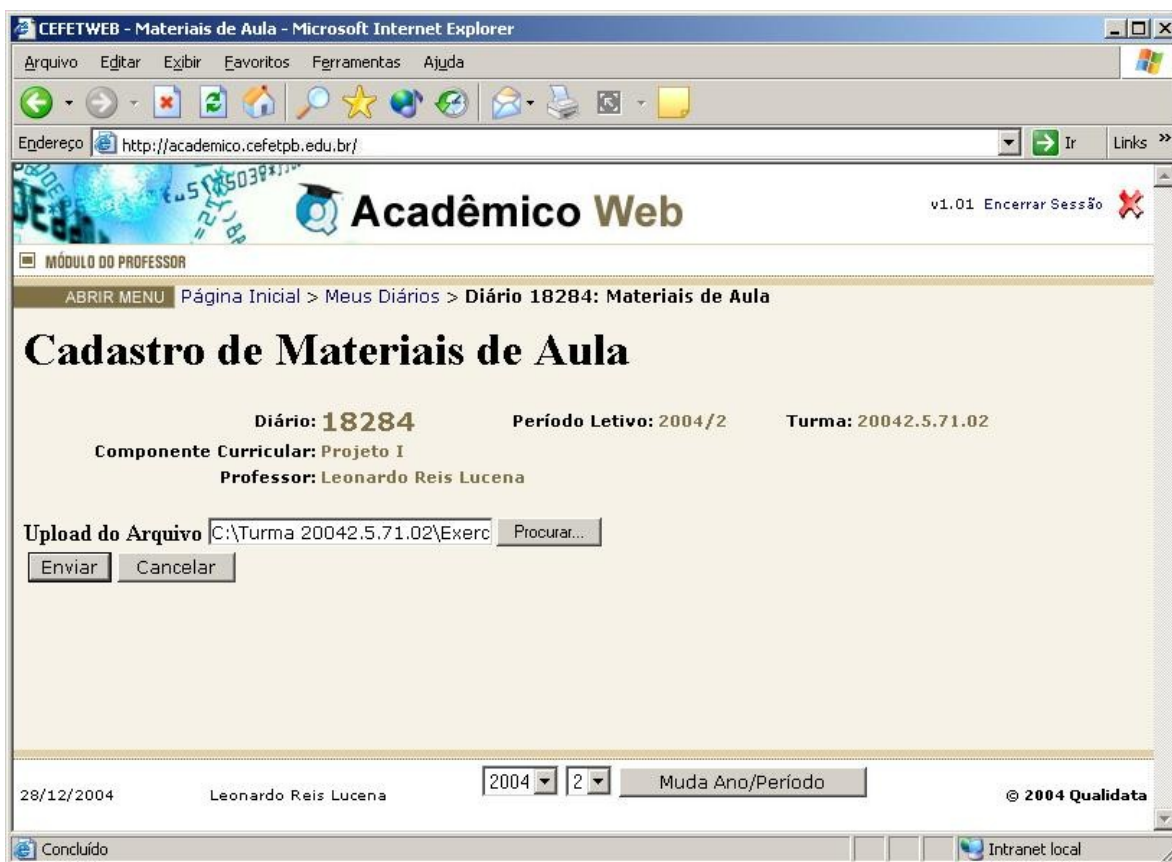 CEFETWEB - Materiais de Aula - Microsoft Internet Explorer
Arquivo Editar Exibir Favoritos Ferramentas Ajuda
Endereço http://academico.cefetpb.edu.br/ Ir Links »
Acadêmico Web
v1.01 Encerrar Sessão
MÓDULO DO PROFESSOR
ABRIR MENU Página Inicial > Meus Diários > Diário 18284: Materiais de Aula
Cadastro de Materiais de Aula
Diário: 18284 Período Letivo: 2004/2 Turma: 20042.5.71.02
Componente Curricular: Projeto I
Professor: Leonardo Reis Lucena
Upload do Arquivo C:\Turma 20042.5.71.02\Exerc Procurar...
Enviar Cancelar
28/12/2004 Leonardo Reis Lucena 2004 2 Muda Ano/Período © 2004 Qualidata
Concluído Intranet local